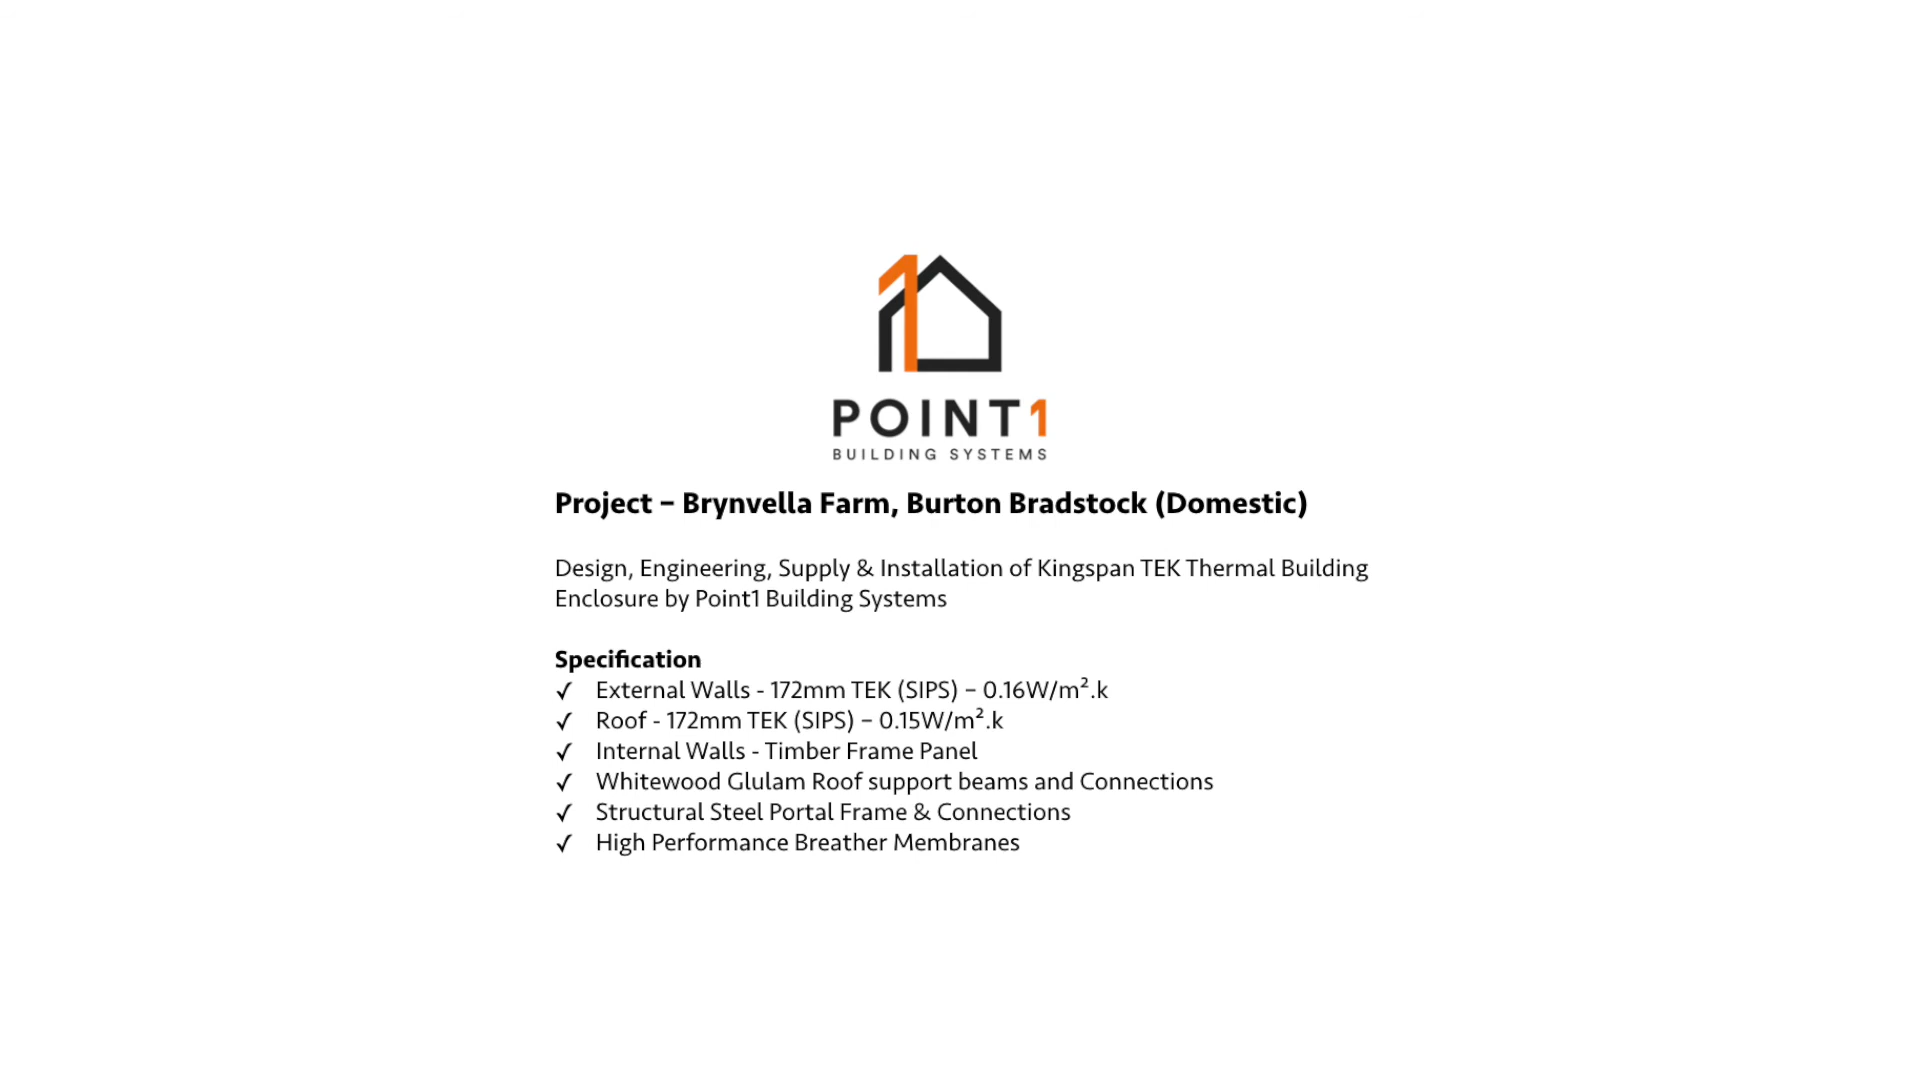 POINT1
BUILDING SYSTEMS
Project – Brynvella Farm, Burton Bradstock (Domestic)
Design, Engineering, Supply & Installation of Kingspan TEK Thermal Building
Enclosure by Point1 Building Systems
Specification
✓ External Walls - 172mm TEK (SIPS) – 0.16W/m².k
✓ Roof - 172mm TEK (SIPS) – 0.15W/m².k
✓ Internal Walls - Timber Frame Panel
✓ Whitewood Glulam Roof support beams and Connections
✓ Structural Steel Portal Frame & Connections
✓ High Performance Breather Membranes